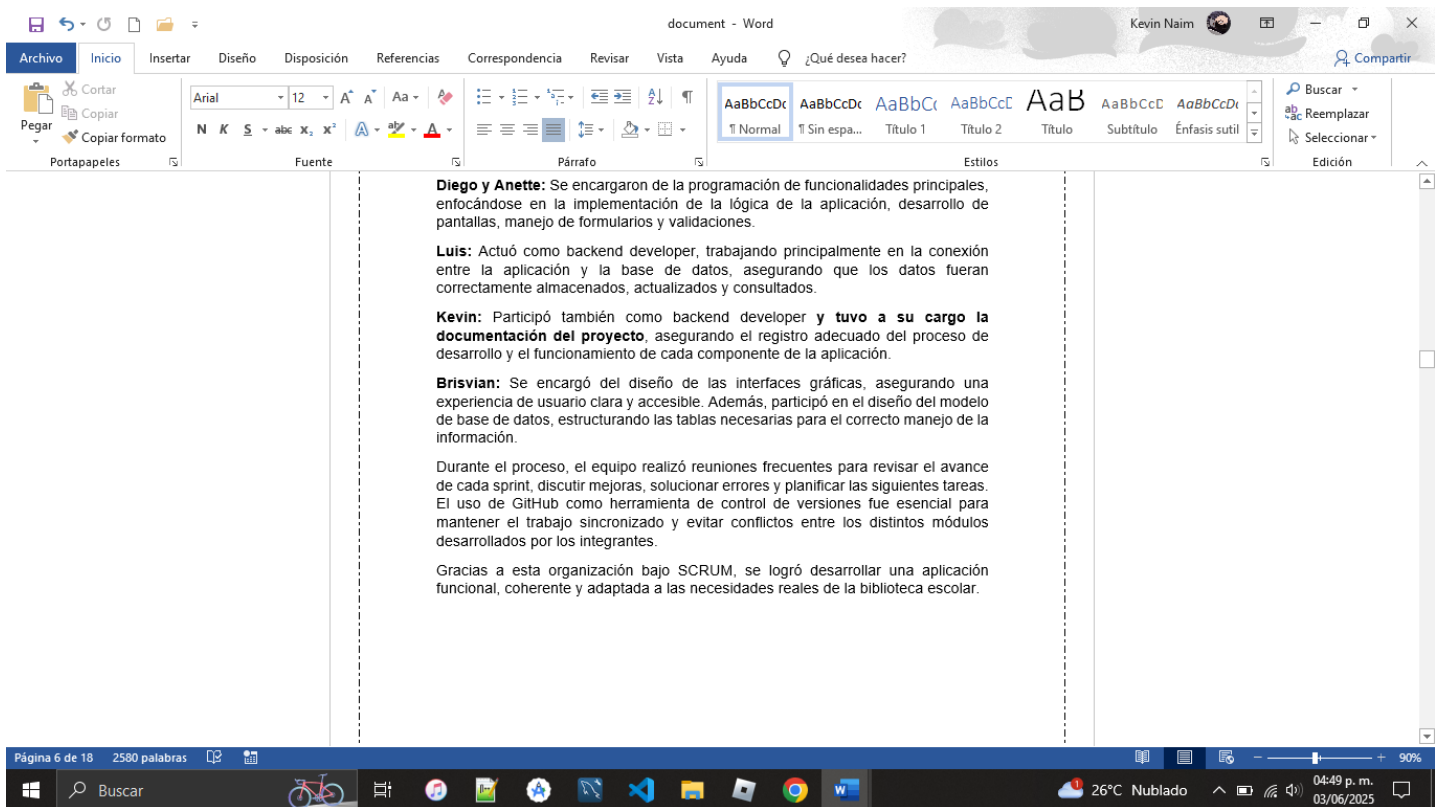 document - Word
Kevin Naim
Archivo Inicio Insertar Diseño Disposición Referencias Correspondencia Revisar Vista Ayuda ¿Qué desea hacer? Compartir
Pegar
Cortar
Copiar
Copiar formato
Portapapeles
Arial 12 A A Aa
N K S abc x₂ x² A ab A
Fuente
Párrafo
AaBbCcDc AaBbCcDc AaBbCc AaBbCcD AaB AaBbCcD AaBbCcDc
¶ Normal ¶ Sin espa... Título 1 Título 2 Título Subtítulo Énfasis sutil
Estilos
Buscar
Reemplazar
Seleccionar
Edición
Diego y Anette: Se encargaron de la programación de funcionalidades principales,
enfocándose en la implementación de la lógica de la aplicación, desarrollo de
pantallas, manejo de formularios y validaciones.
Luis: Actuó como backend developer, trabajando principalmente en la conexión
entre la aplicación y la base de datos, asegurando que los datos fueran
correctamente almacenados, actualizados y consultados.
Kevin: Participó también como backend developer y tuvo a su cargo la
documentación del proyecto, asegurando el registro adecuado del proceso de
desarrollo y el funcionamiento de cada componente de la aplicación.
Brisvian: Se encargó del diseño de las interfaces gráficas, asegurando una
experiencia de usuario clara y accesible. Además, participó en el diseño del modelo
de base de datos, estructurando las tablas necesarias para el correcto manejo de la
información.
Durante el proceso, el equipo realizó reuniones frecuentes para revisar el avance
de cada sprint, discutir mejoras, solucionar errores y planificar las siguientes tareas.
El uso de GitHub como herramienta de control de versiones fue esencial para
mantener el trabajo sincronizado y evitar conflictos entre los distintos módulos
desarrollados por los integrantes.
Gracias a esta organización bajo SCRUM, se logró desarrollar una aplicación
funcional, coherente y adaptada a las necesidades reales de la biblioteca escolar.
Página 6 de 18 2580 palabras
90%
Buscar
26°C Nublado
04:49 p. m.
03/06/2025